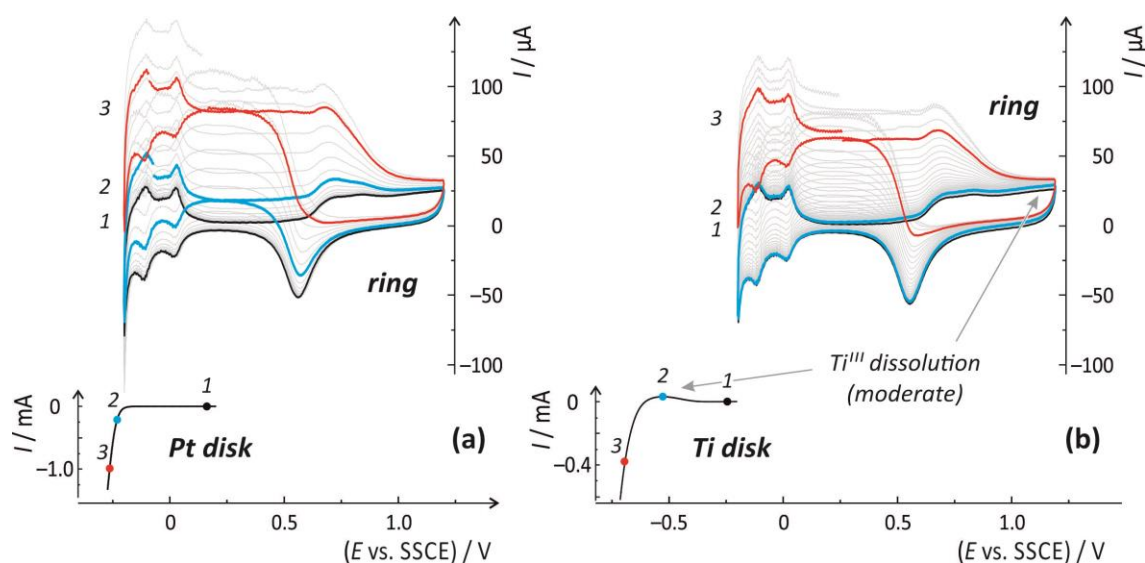 I / μA
100
50
0
−50
−100
3
2
1
ring
I / mA
0
−1.0
1
2
3
Pt disk
(a)
0
0.5
1.0
(E vs. SSCE) / V
I / μA
100
50
0
−50
−100
ring
3
2
1
Ti^III dissolution
(moderate)
I / mA
0
−0.4
2
1
3
Ti disk
(b)
−0.5
0
0.5
1.0
(E vs. SSCE) / V